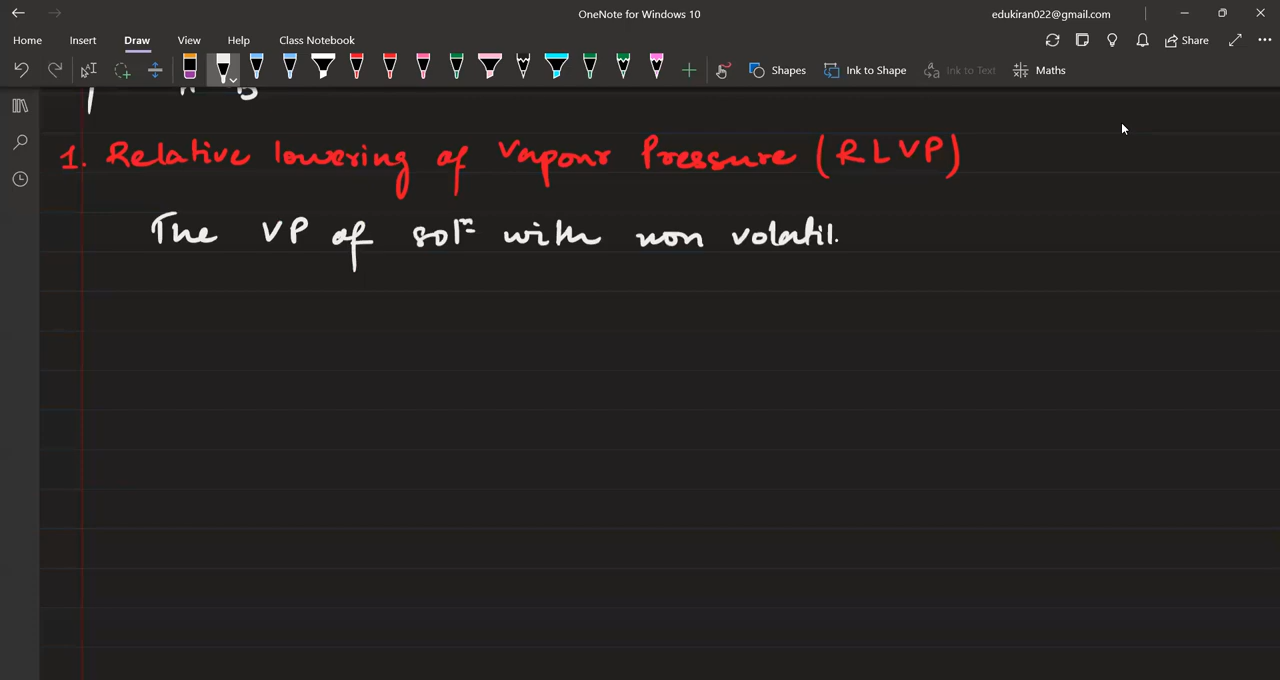 OneNote for Windows 10
edukiran022@gmail.com
Home Insert Draw View Help Class Notebook
Share
Shapes Ink to Shape Ink to Text Maths
1. Relative lowering of Vapour Pressure (RLVP)
The VP of solⁿ with non volatil